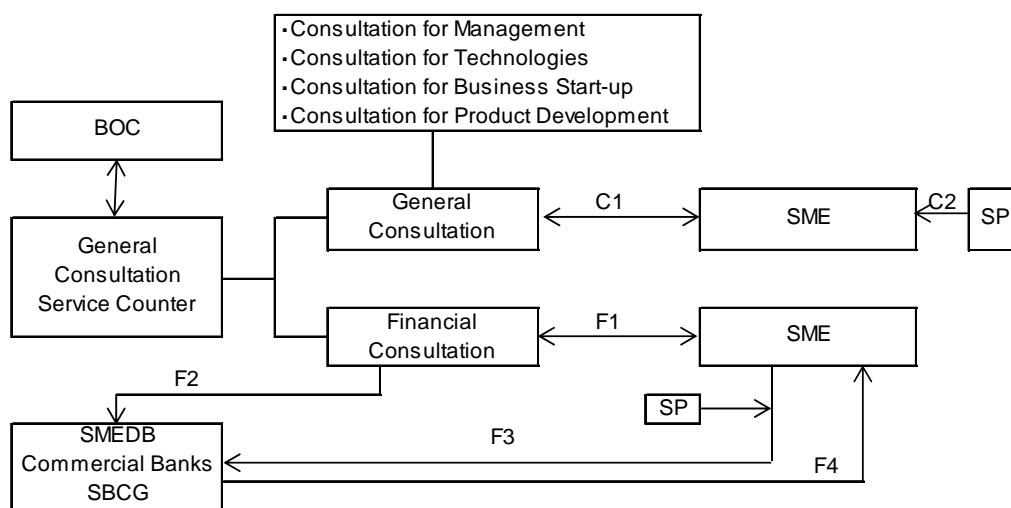 ·Consultation for Management
·Consultation for Technologies
·Consultation for Business Start-up
·Consultation for Product Development
BOC
General
Consultation
C1
SME
C2
SP
General
Consultation
Service Counter
Financial
Consultation
F1
SME
F2
SP
SMEDB
Commercial Banks
SBCG
F3
F4